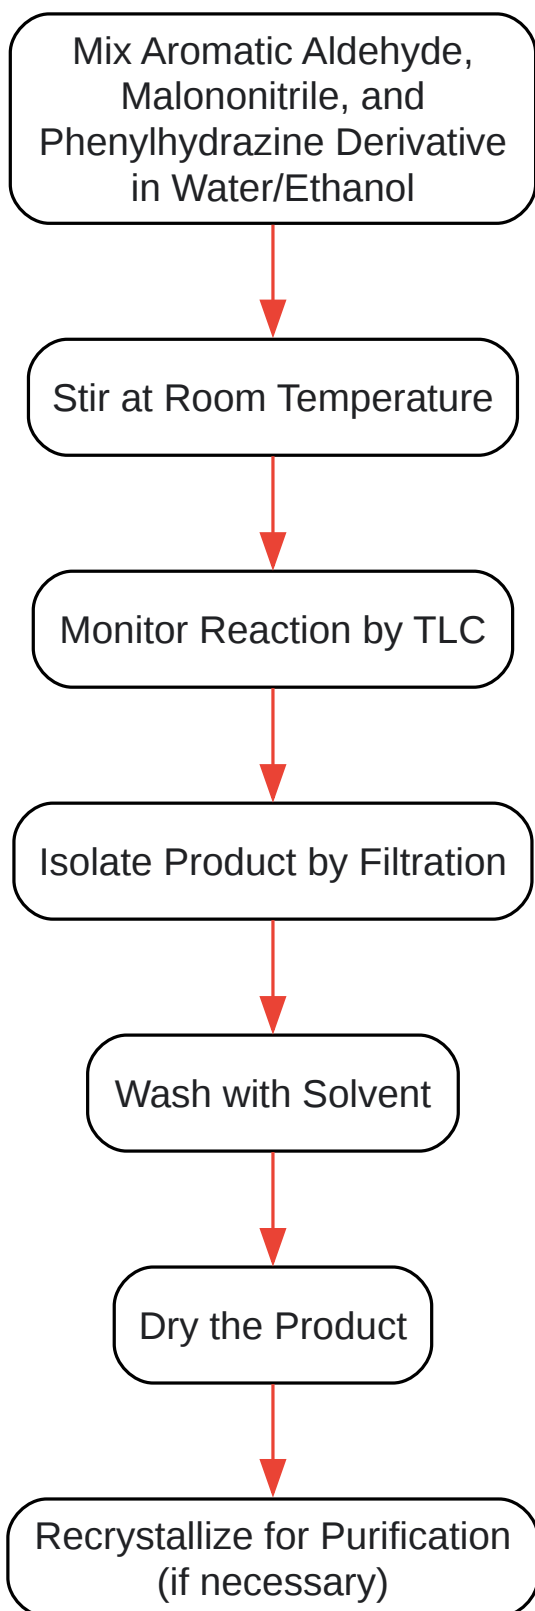 Mix Aromatic Aldehyde,
Malononitrile, and
Phenylhydrazine Derivative
in Water/Ethanol
Stir at Room Temperature
Monitor Reaction by TLC
Isolate Product by Filtration
Wash with Solvent
Dry the Product
Recrystallize for Purification
(if necessary)